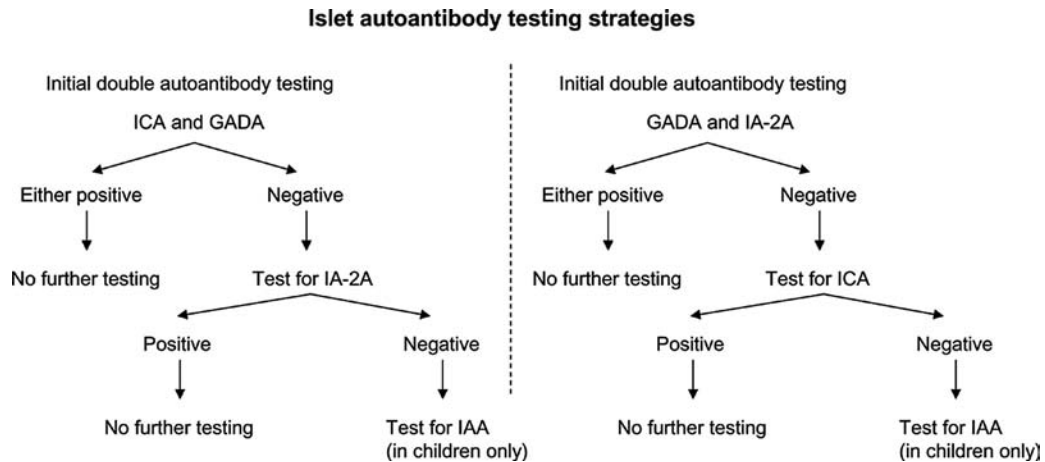 Islet autoantibody testing strategies
Initial double autoantibody testing
ICA and GADA
Either positive
Negative
No further testing
Test for IA-2A
Positive
Negative
No further testing
Test for IAA
(in children only)
Initial double autoantibody testing
GADA and IA-2A
Either positive
Negative
No further testing
Test for ICA
Positive
Negative
No further testing
Test for IAA
(in children only)